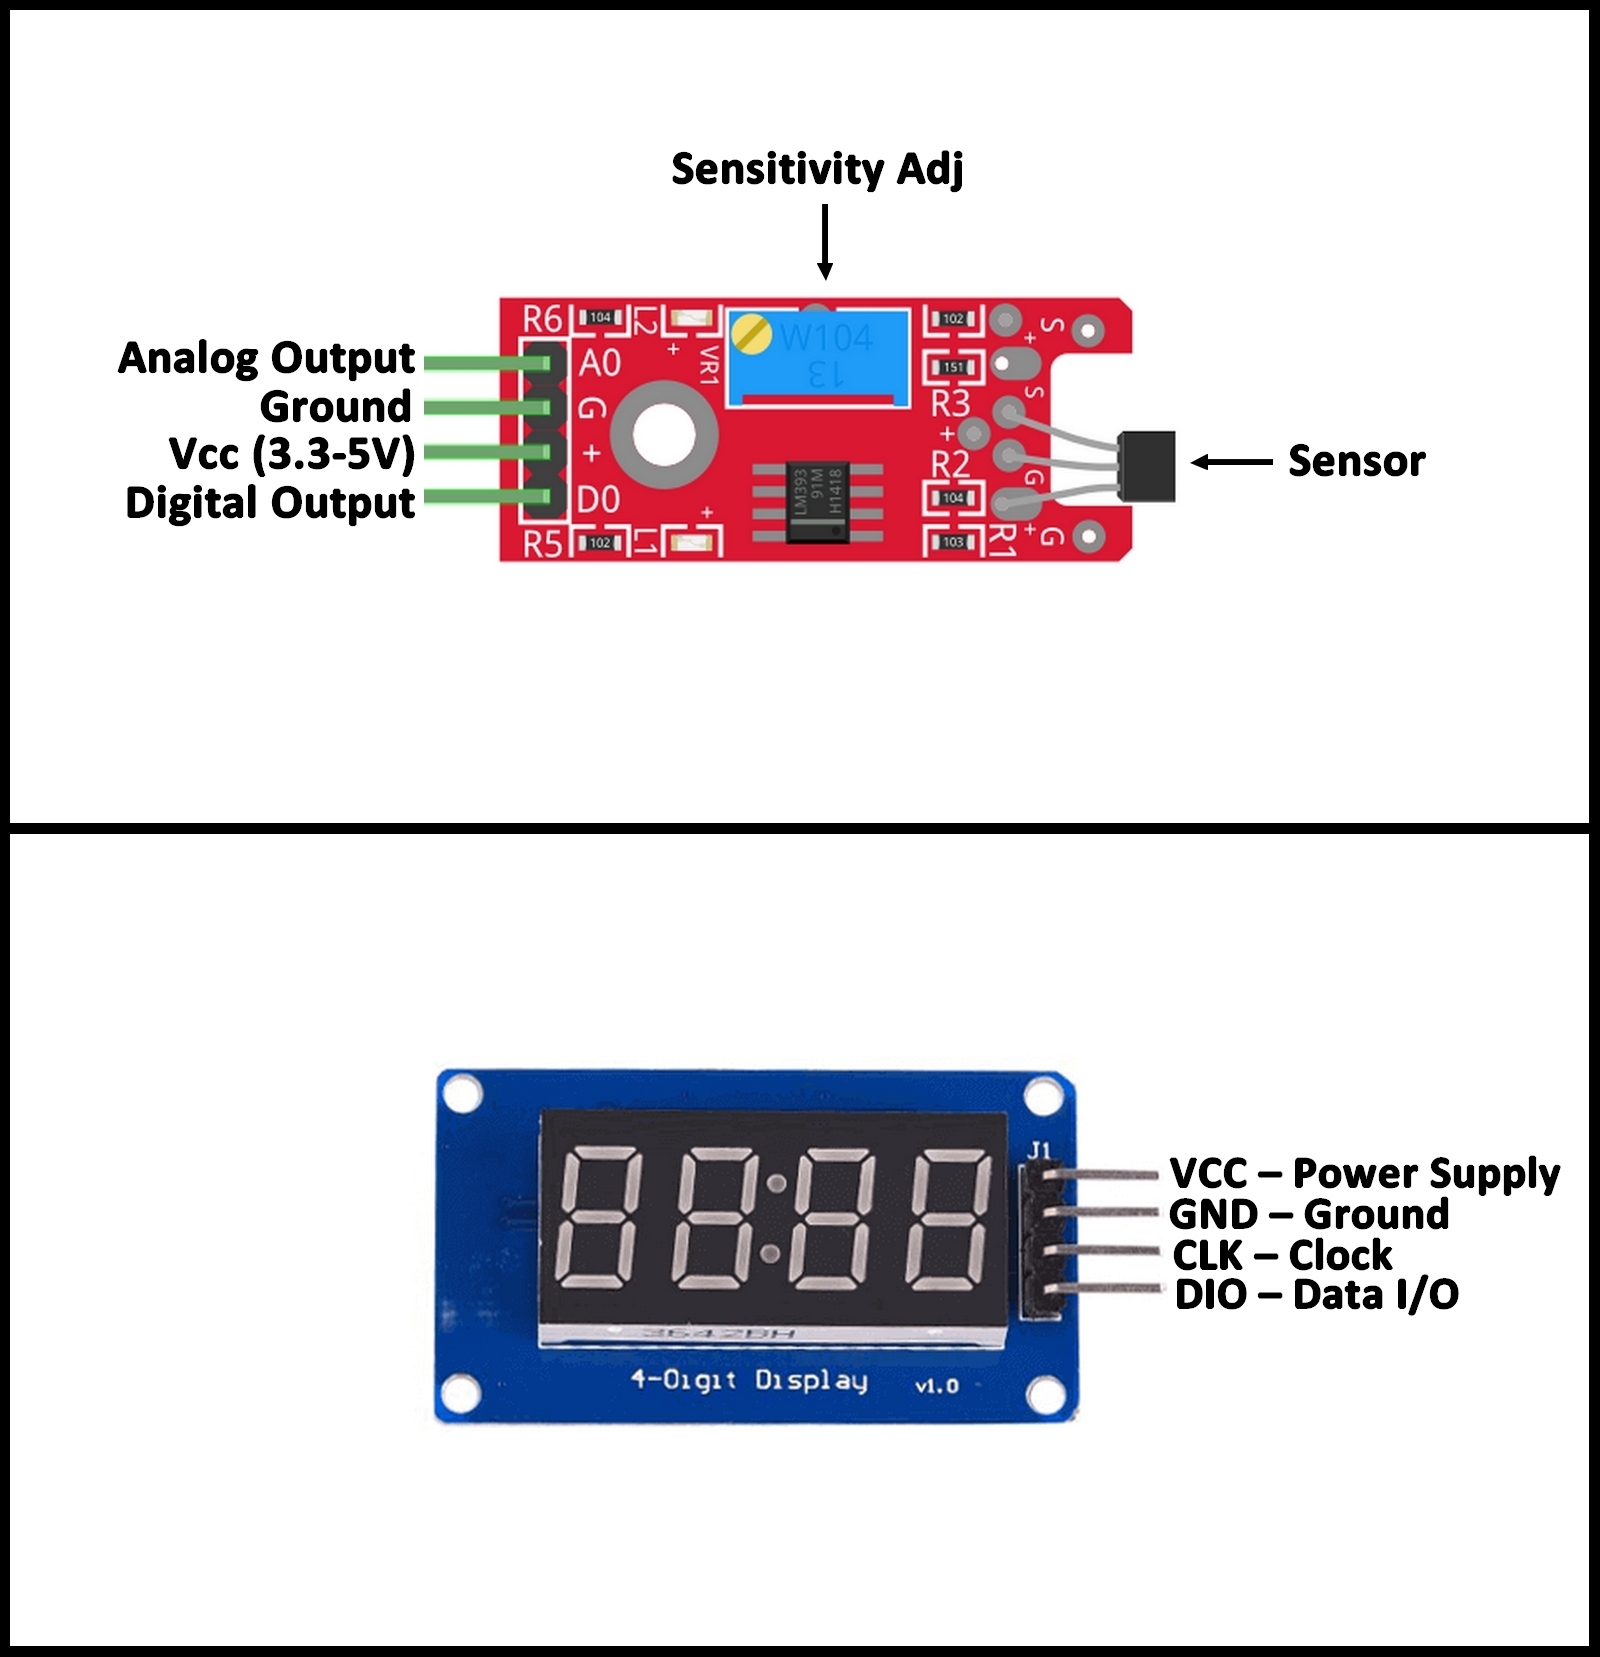 Sensitivity Adj
R6
104
L2
+
VR1
W104
13
102
S
+
Analog Output
A0
151
S
Ground
G
R3
+
Vcc (3.3-5V)
+
R2
G
Sensor
LM393
91M
H1418
Digital Output
D0
104
R5
102
L1
+
103
R1
+
G
J1
VCC – Power Supply
GND – Ground
CLK – Clock
DIO – Data I/O
3642BH
4-Digit Display v1.0